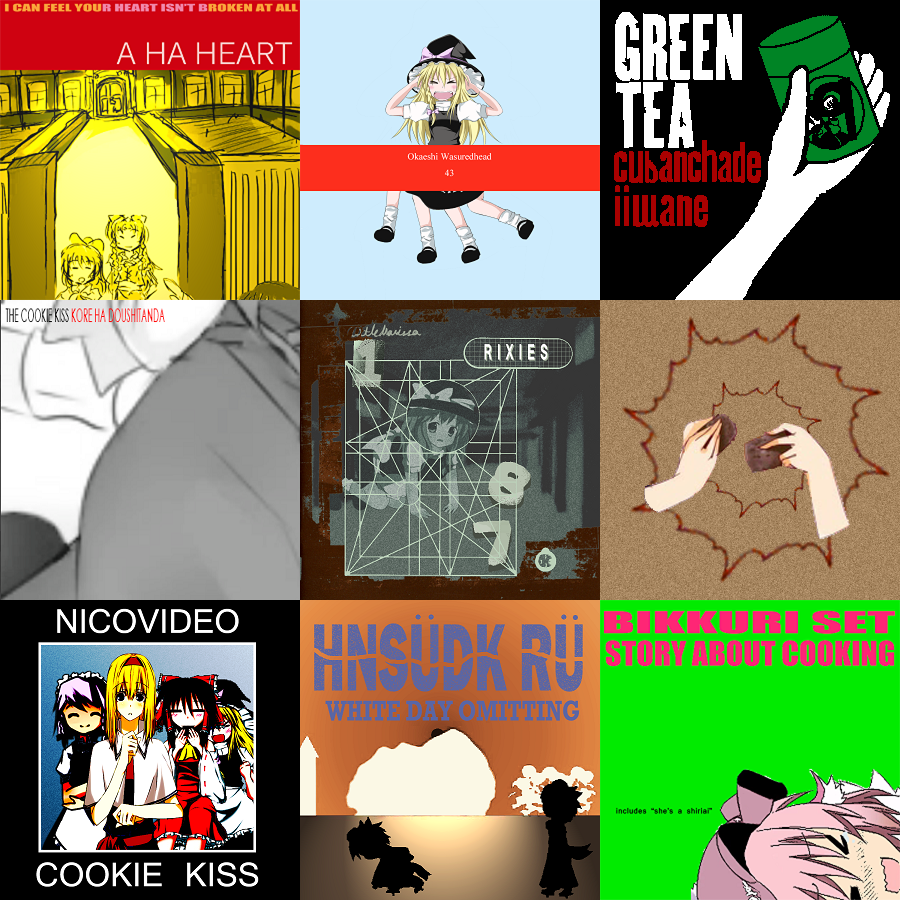 I CAN FEEL YOUR HEART ISN'T BROKEN AT ALL
A HA HEART
Okaeshi Wasuredhead
43
GREEN
TEA
cubanchade
iiwane
THE COOKIE KISS KORE HA DOUSHITANDA
LittleMarissa
RIXIES
1
8
7
NICOVIDEO
COOKIE KISS
HNSÜDK RÜ
WHITE DAY OMITTING
BIKKURI SET
STORY ABOUT COOKING
includes "she's a shiriai"